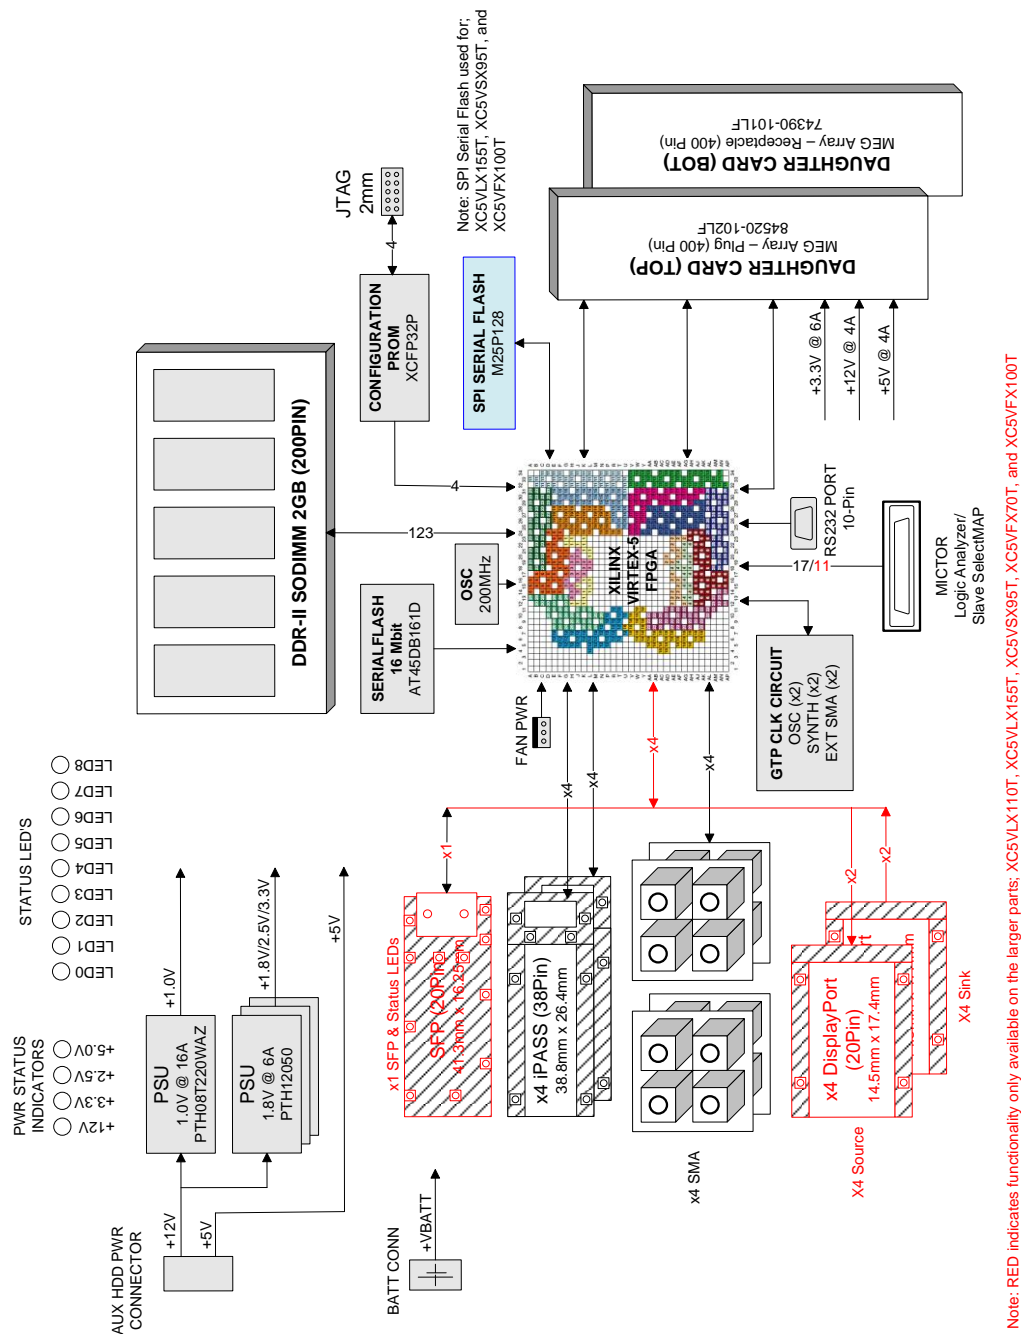 STATUS LED'S
LED0
LED1
LED2
LED3
LED4
LED5
LED6
LED7
LED8
PWR STATUS
INDICATORS
+12V
+3.3V
+2.5V
+5.0V
AUX HDD PWR
CONNECTOR
+12V
+5V
PSU
1.0V @ 16A
PTH08T220WAZ
+1.0V
PSU
1.8V @ 6A
PTH12050
+1.8V/2.5V/3.3V
+5V
BATT CONN
+VBATT
DDR-II SODIMM 2GB (200PIN)
123
JTAG
2mm
4
CONFIGURATION
PROM
XCFP32P
4
SPI SERIAL FLASH
M25P128
Note: SPI Serial Flash used for;
XC5VLX155T, XC5VSX95T, and
XC5VFX100T
SERIAL FLASH
16 Mbit
AT45DB161D
OSC
200MHz
FAN PWR
XILINX
VIRTEX-5
FPGA
DAUGHTER CARD (BOT)
MEG Array – Receptacle (400 Pin)
74390-101LF
DAUGHTER CARD (TOP)
MEG Array – Plug (400 Pin)
84520-102LF
+3.3V @ 6A
+12V @ 4A
+5V @ 4A
RS232 PORT
10-Pin
17/11
MICTOR
Logic Analyzer/
Slave SelectMAP
GTP CLK CIRCUIT
OSC (x2)
SYNTH (x2)
EXT SMA (x2)
x4
x4
x4
x4
x1
x2
x2
x1 SFP & Status LEDs
SFP (20Pin)
41.3mm x 16.25mm
x4 iPASS (38Pin)
38.8mm x 26.4mm
x4 SMA
x4 DisplayPort
(20Pin)
14.5mm x 17.4mm
X4 Source
X4 Sink
Note: RED indicates functionality only available on the larger parts; XC5VLX110T, XC5VLX155T, XC5VSX95T, XC5VFX70T, and XC5VFX100T